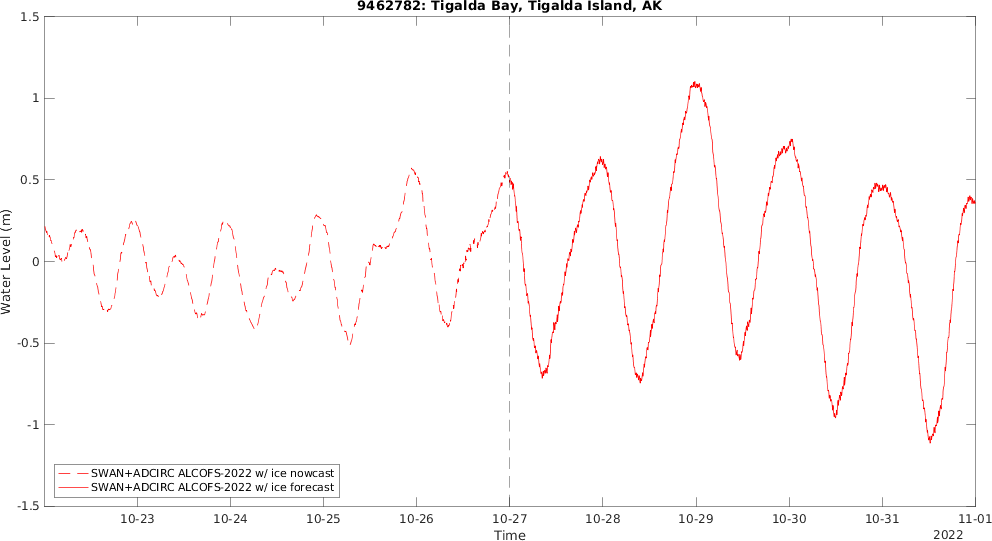 9462782: Tigalda Bay, Tigalda Island, AK
1.5
1
0.5
0
-0.5
-1
-1.5
Water Level (m)
SWAN+ADCIRC ALCOFS-2022 w/ ice nowcast
SWAN+ADCIRC ALCOFS-2022 w/ ice forecast
10-23 10-24 10-25 10-26 10-27 10-28 10-29 10-30 10-31 11-01
Time
2022